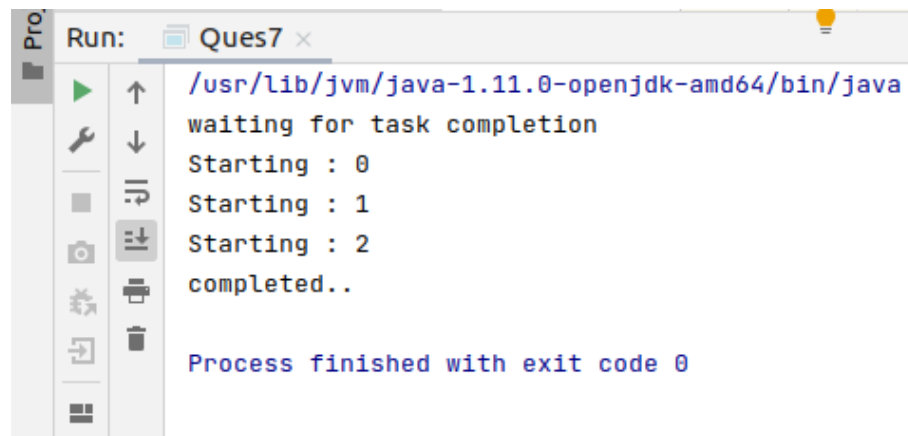 Pro
Run: Ques7
/usr/lib/jvm/java-1.11.0-openjdk-amd64/bin/java
waiting for task completion
Starting : 0
Starting : 1
Starting : 2
completed..
Process finished with exit code 0